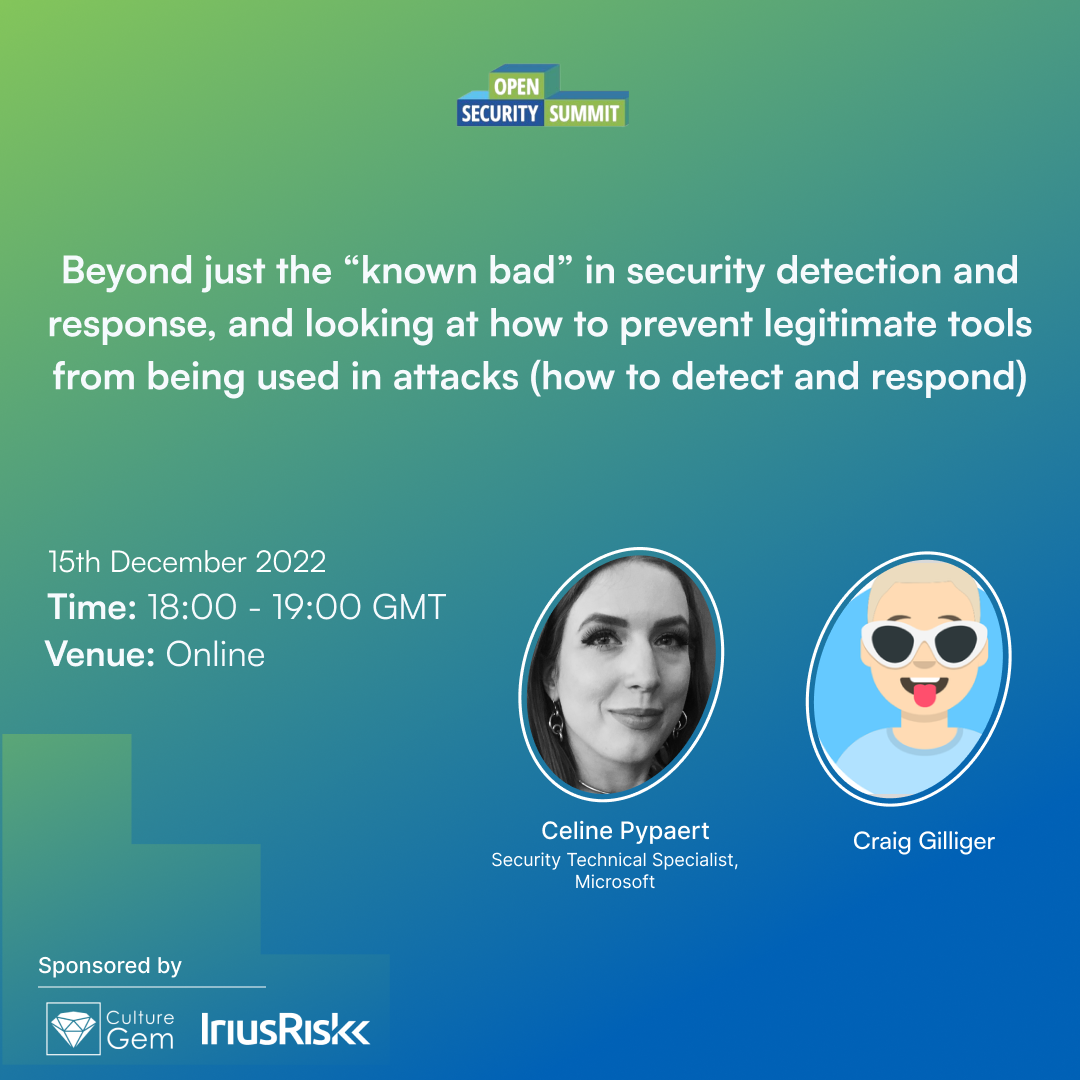 OPEN
SECURITY SUMMIT
Beyond just the “known bad” in security detection and
response, and looking at how to prevent legitimate tools
from being used in attacks (how to detect and respond)
15th December 2022
Time: 18:00 - 19:00 GMT
Venue: Online
Celine Pypaert
Security Technical Specialist,
Microsoft
Craig Gilliger
Sponsored by
Culture
Gem
IriusRisk